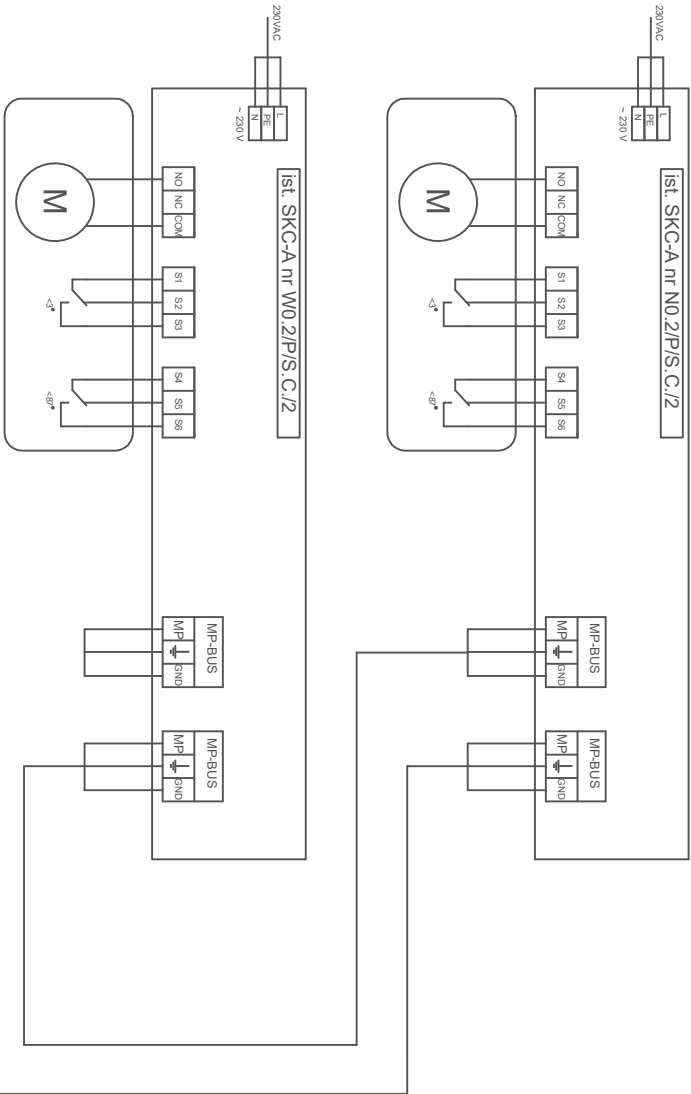 230VAC
L
PE
N
~ 230 V
ist. SKC-A nr W0.2/P/S.C./2
NO NC COM
S1 S2 S3
S4 S5 S6
M
<3°
<87°
MP-BUS
MP GND
MP-BUS
MP GND
230VAC
L
PE
N
~ 230 V
ist. SKC-A nr N0.2/P/S.C./2
NO NC COM
S1 S2 S3
S4 S5 S6
M
<3°
<87°
MP-BUS
MP GND
MP-BUS
MP GND